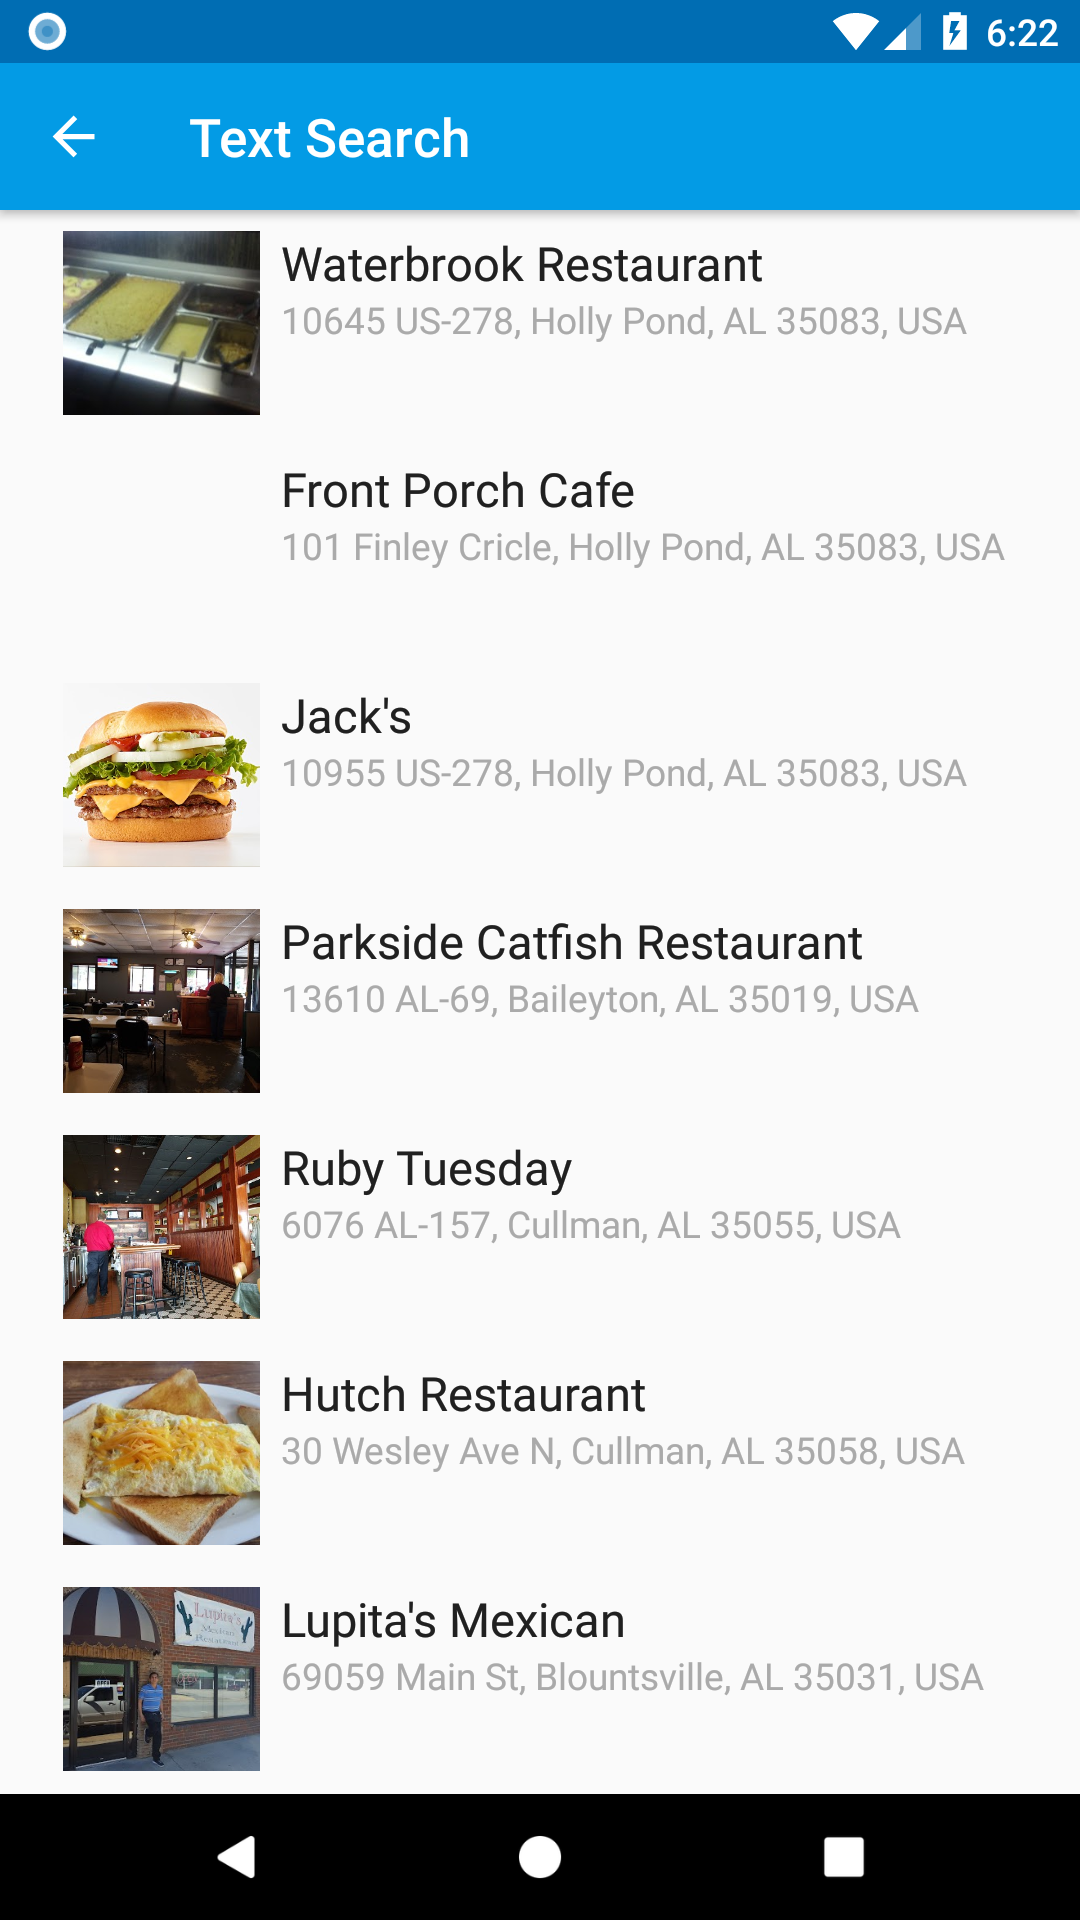 6:22
Text Search
Waterbrook Restaurant
10645 US-278, Holly Pond, AL 35083, USA
Front Porch Cafe
101 Finley Cricle, Holly Pond, AL 35083, USA
Jack's
10955 US-278, Holly Pond, AL 35083, USA
Parkside Catfish Restaurant
13610 AL-69, Baileyton, AL 35019, USA
Ruby Tuesday
6076 AL-157, Cullman, AL 35055, USA
Hutch Restaurant
30 Wesley Ave N, Cullman, AL 35058, USA
Lupita's
Mexican
Restaurant
Lupita's Mexican
69059 Main St, Blountsville, AL 35031, USA